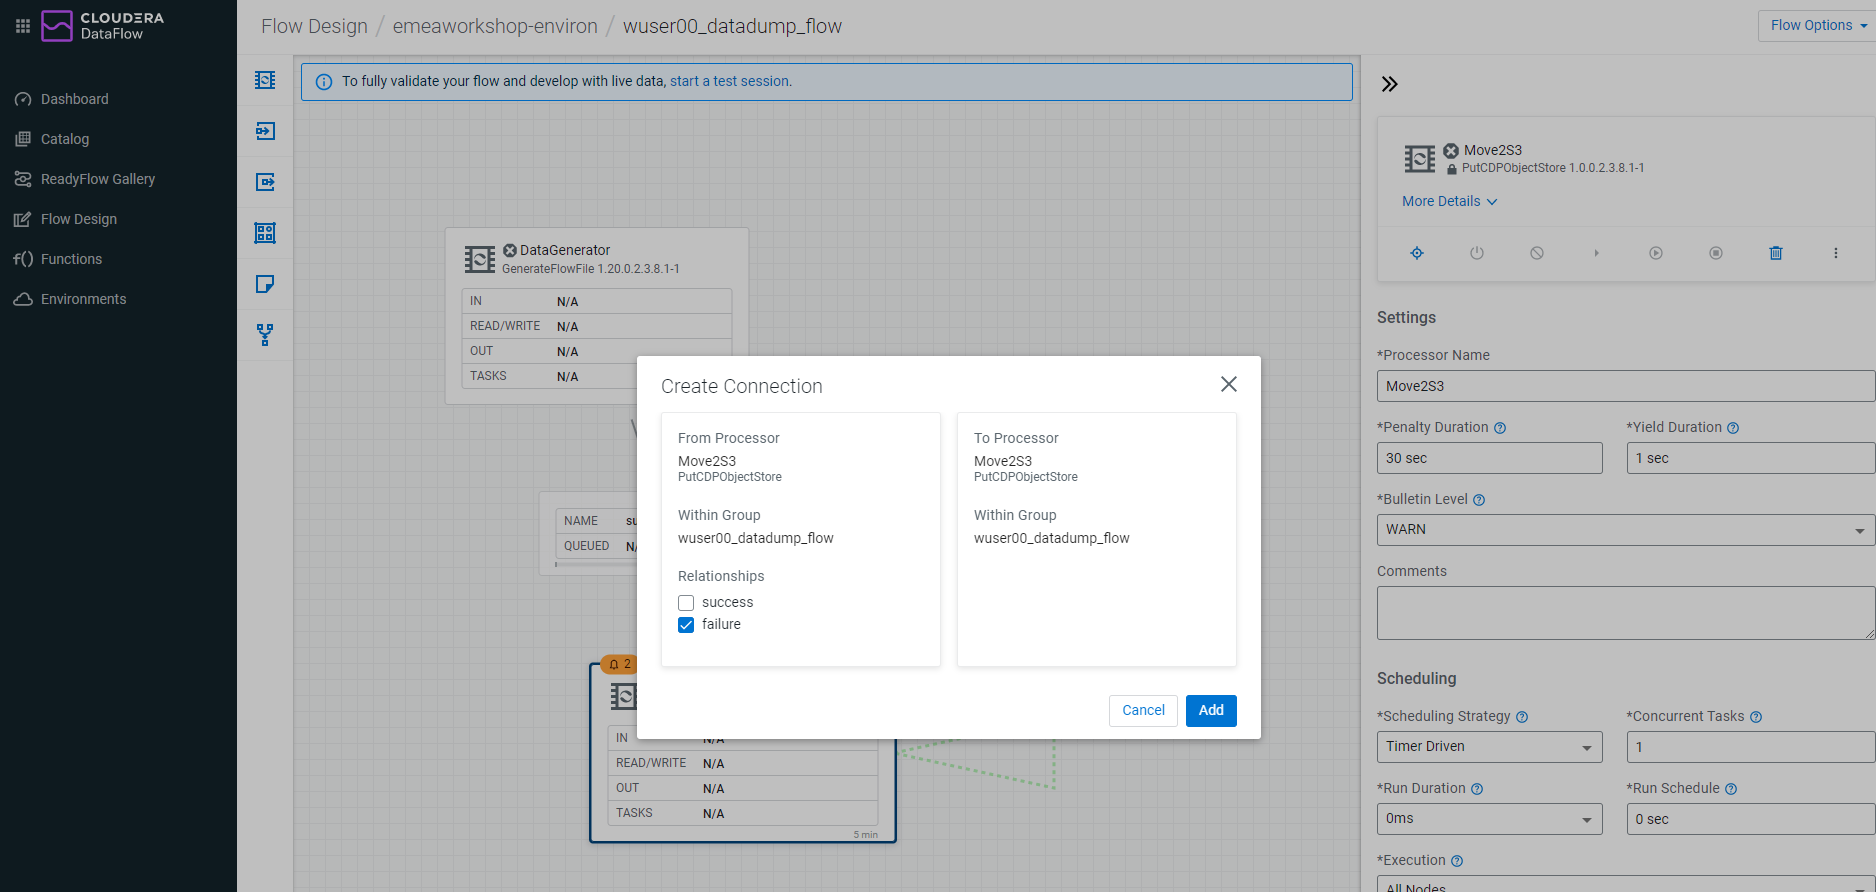 CLOUDERA
DataFlow
Dashboard
Catalog
ReadyFlow Gallery
Flow Design
Functions
Environments
Flow Design / emeaworkshop-environ / wuser00_datadump_flow
Flow Options
To fully validate your flow and develop with live data, start a test session.
DataGenerator
GenerateFlowFile 1.20.0.2.3.8.1-1
IN N/A
READ/WRITE N/A
OUT N/A
TASKS N/A
NAME su
QUEUED N/
2
IN N/A
READ/WRITE N/A
OUT N/A
TASKS N/A
5 min
Create Connection
From Processor
Move2S3
PutCDPObjectStore
Within Group
wuser00_datadump_flow
Relationships
success
failure
To Processor
Move2S3
PutCDPObjectStore
Within Group
wuser00_datadump_flow
Cancel
Add
Move2S3
PutCDPObjectStore 1.0.0.2.3.8.1-1
More Details
Settings
*Processor Name
Move2S3
*Penalty Duration
*Yield Duration
30 sec
1 sec
*Bulletin Level
WARN
Comments
Scheduling
*Scheduling Strategy
*Concurrent Tasks
Timer Driven
1
*Run Duration
*Run Schedule
0ms
0 sec
*Execution
All Nodes